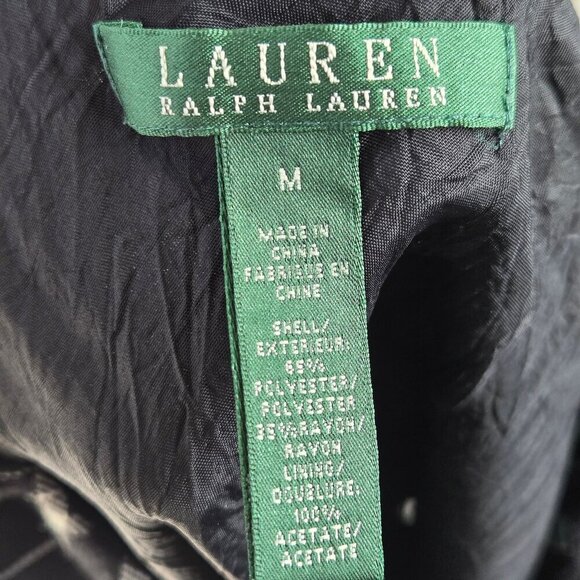 LAUREN
RALPH LAUREN
M
MADE IN
CHINA
FABRIQUE EN
CHINE
SHELL/
EXTERIEUR:
65%
POLYESTER/
POLYESTER
35%RAYON/
RAYON
LINING/
DOUBLURE:
100%
ACETATE/
ACETATE